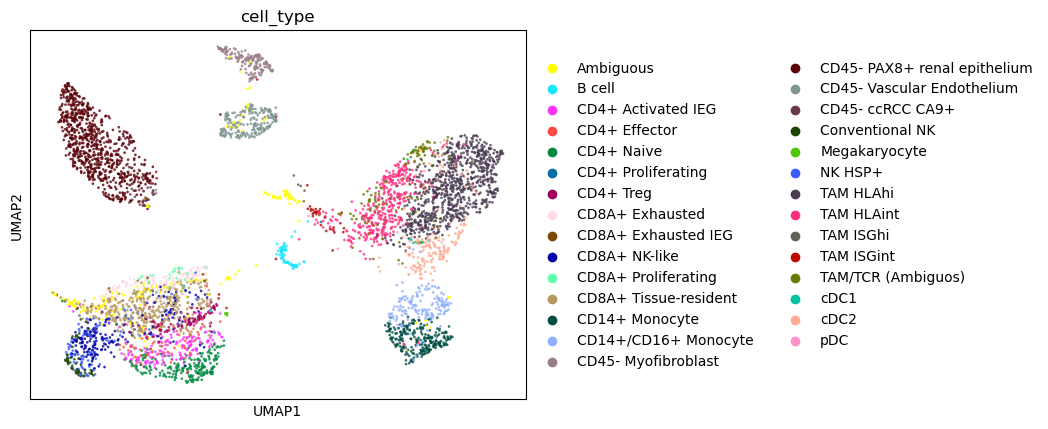 cell_type
UMAP2
UMAP1
Ambiguous
B cell
CD4+ Activated IEG
CD4+ Effector
CD4+ Naive
CD4+ Proliferating
CD4+ Treg
CD8A+ Exhausted
CD8A+ Exhausted IEG
CD8A+ NK-like
CD8A+ Proliferating
CD8A+ Tissue-resident
CD14+ Monocyte
CD14+/CD16+ Monocyte
CD45- Myofibroblast
CD45- PAX8+ renal epithelium
CD45- Vascular Endothelium
CD45- ccRCC CA9+
Conventional NK
Megakaryocyte
NK HSP+
TAM HLAhi
TAM HLAint
TAM ISGhi
TAM ISGint
TAM/TCR (Ambiguos)
cDC1
cDC2
pDC